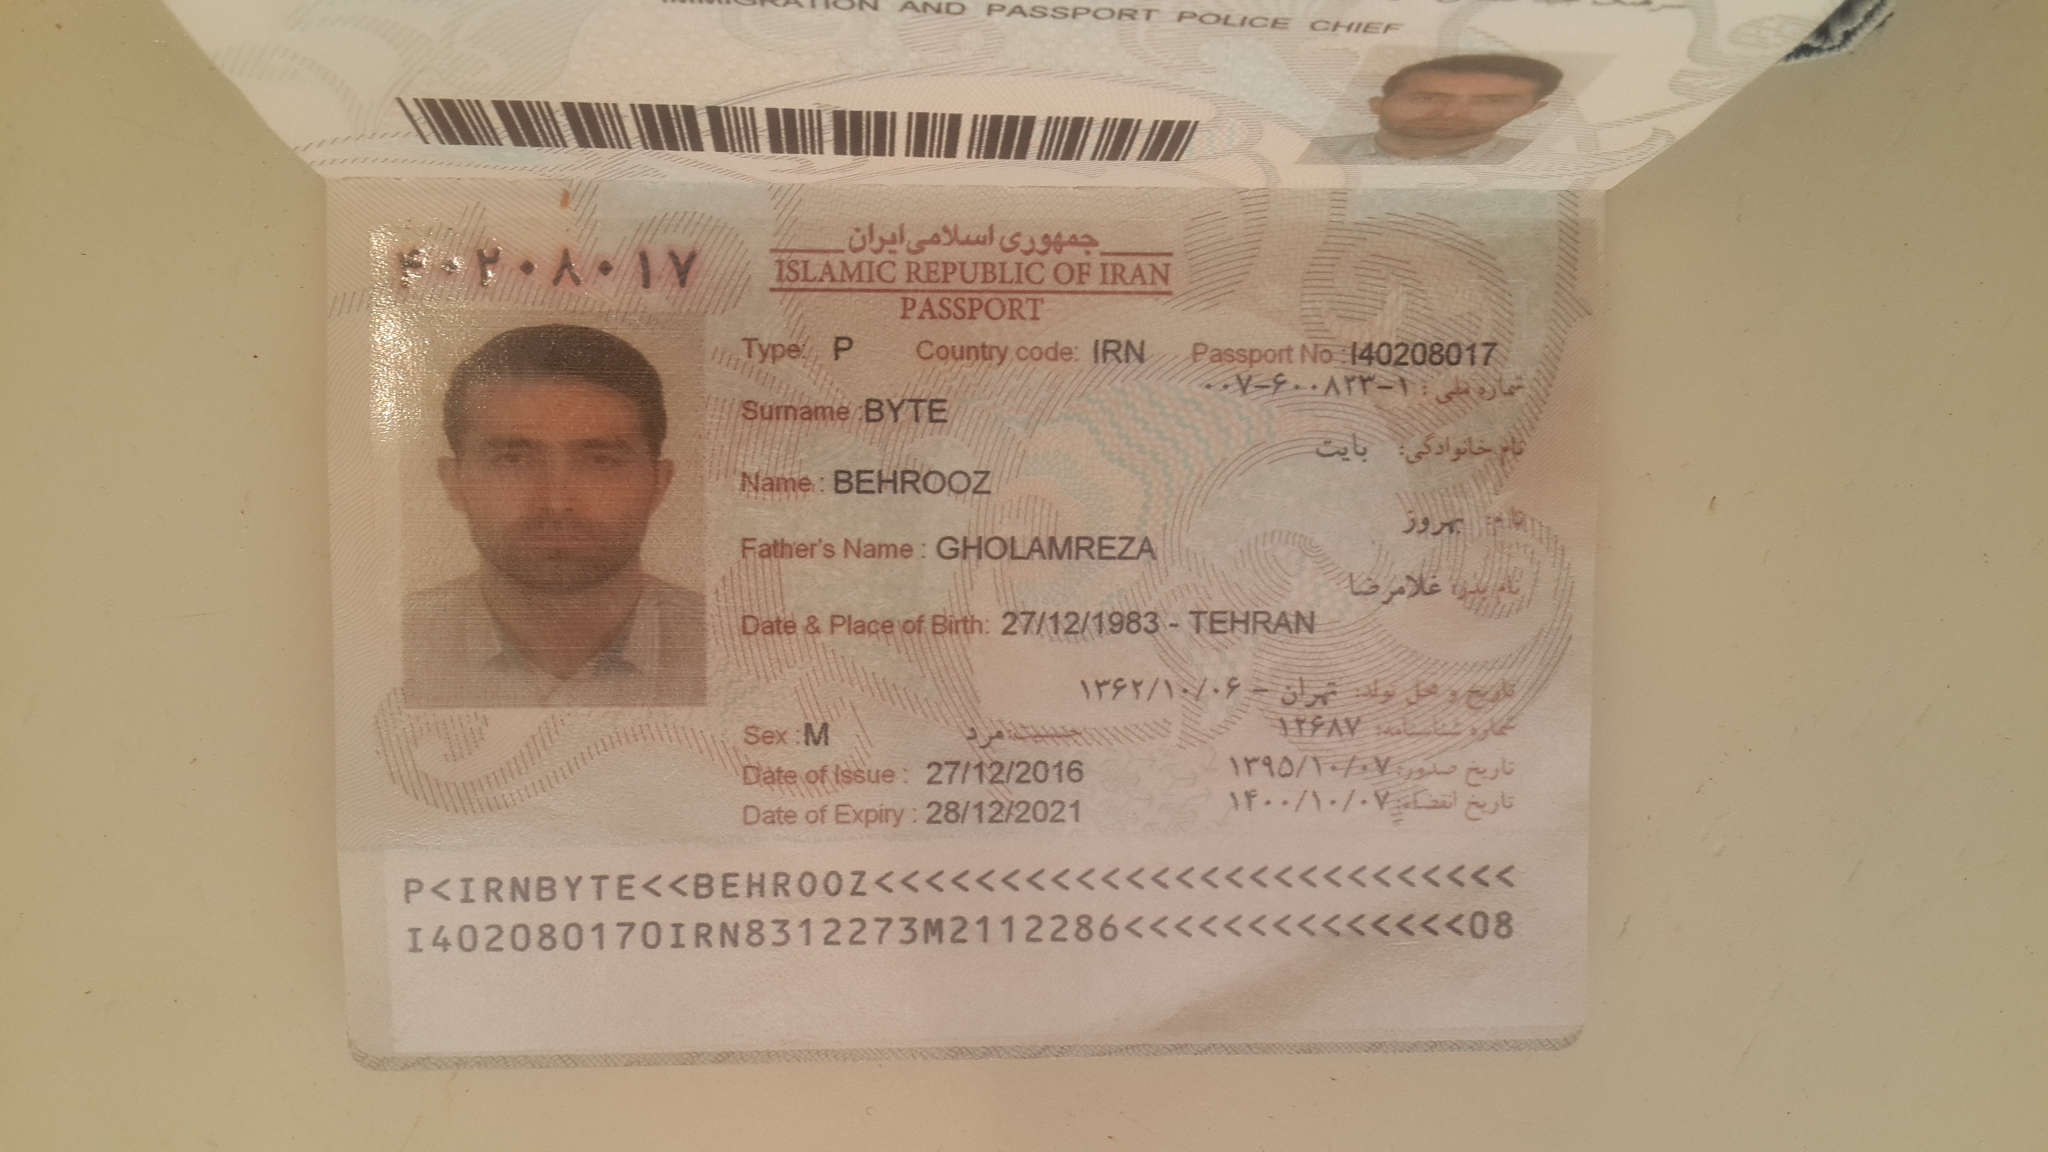 IMMIGRATION AND PASSPORT POLICE CHIEF
۴۰۲۰۸۰۱۷
جمهوری اسلامی ایران
ISLAMIC REPUBLIC OF IRAN
PASSPORT
Type: P Country code: IRN Passport No : I40208017
شماره ملی : ۰۰۷-۶۰۰۸۲۳-۱
Surname : BYTE
نام خانوادگی: بایت
Name : BEHROOZ
نام: بهروز
Father's Name : GHOLAMREZA
نام پدر: غلامرضا
Date & Place of Birth: 27/12/1983 - TEHRAN
تاریخ و محل تولد: تهران - ۱۳۶۲/۱۰/۰۶
شماره شناسنامه: ۱۲۶۸۷
Sex : M جنسیت: مرد
Date of Issue : 27/12/2016 تاریخ صدور: ۱۳۹۵/۱۰/۰۷
Date of Expiry : 28/12/2021 تاریخ انقضاء: ۱۴۰۰/۱۰/۰۷
P<IRNBYTE<<BEHROOZ<<<<<<<<<<<<<<<<<<<<<<<<<<
I402080170IRN8312273M2112286<<<<<<<<<<<<<<08